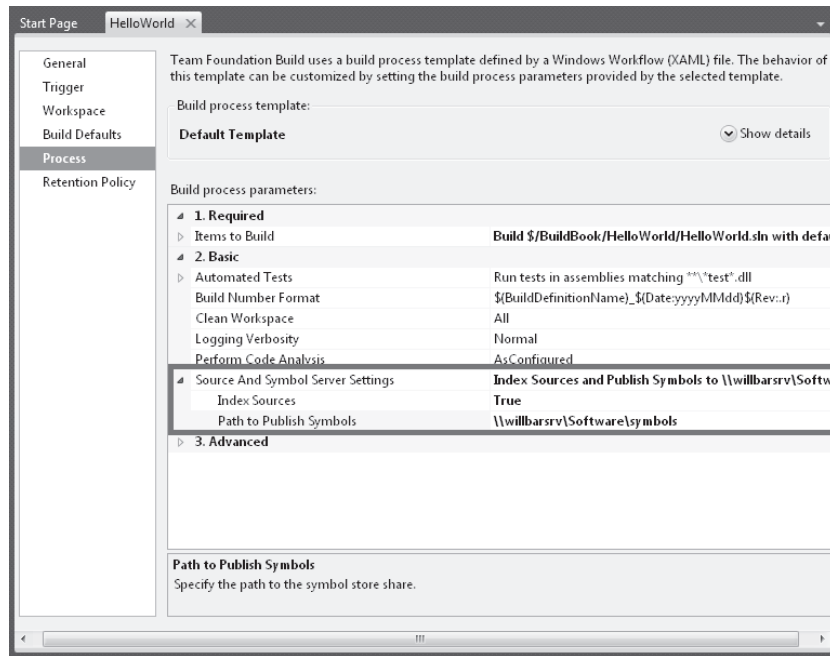 Start Page HelloWorld
General
Trigger
Workspace
Build Defaults
Process
Retention Policy
Team Foundation Build uses a build process template defined by a Windows Workflow (XAML) file. The behavior of
this template can be customized by setting the build process parameters provided by the selected template.
Build process template:
Default Template Show details
Build process parameters:
1. Required
Items to Build Build $/BuildBook/HelloWorld/HelloWorld.sln with defau
2. Basic
Automated Tests Run tests in assemblies matching **\*test*.dll
Build Number Format $(BuildDefinitionName)_$(Date:yyyyMMdd)$(Rev:.r)
Clean Workspace All
Logging Verbosity Normal
Perform Code Analysis AsConfigured
Source And Symbol Server Settings Index Sources and Publish Symbols to \\willbarsrv\Softw
Index Sources True
Path to Publish Symbols \\willbarsrv\Software\symbols
3. Advanced
Path to Publish Symbols
Specify the path to the symbol store share.